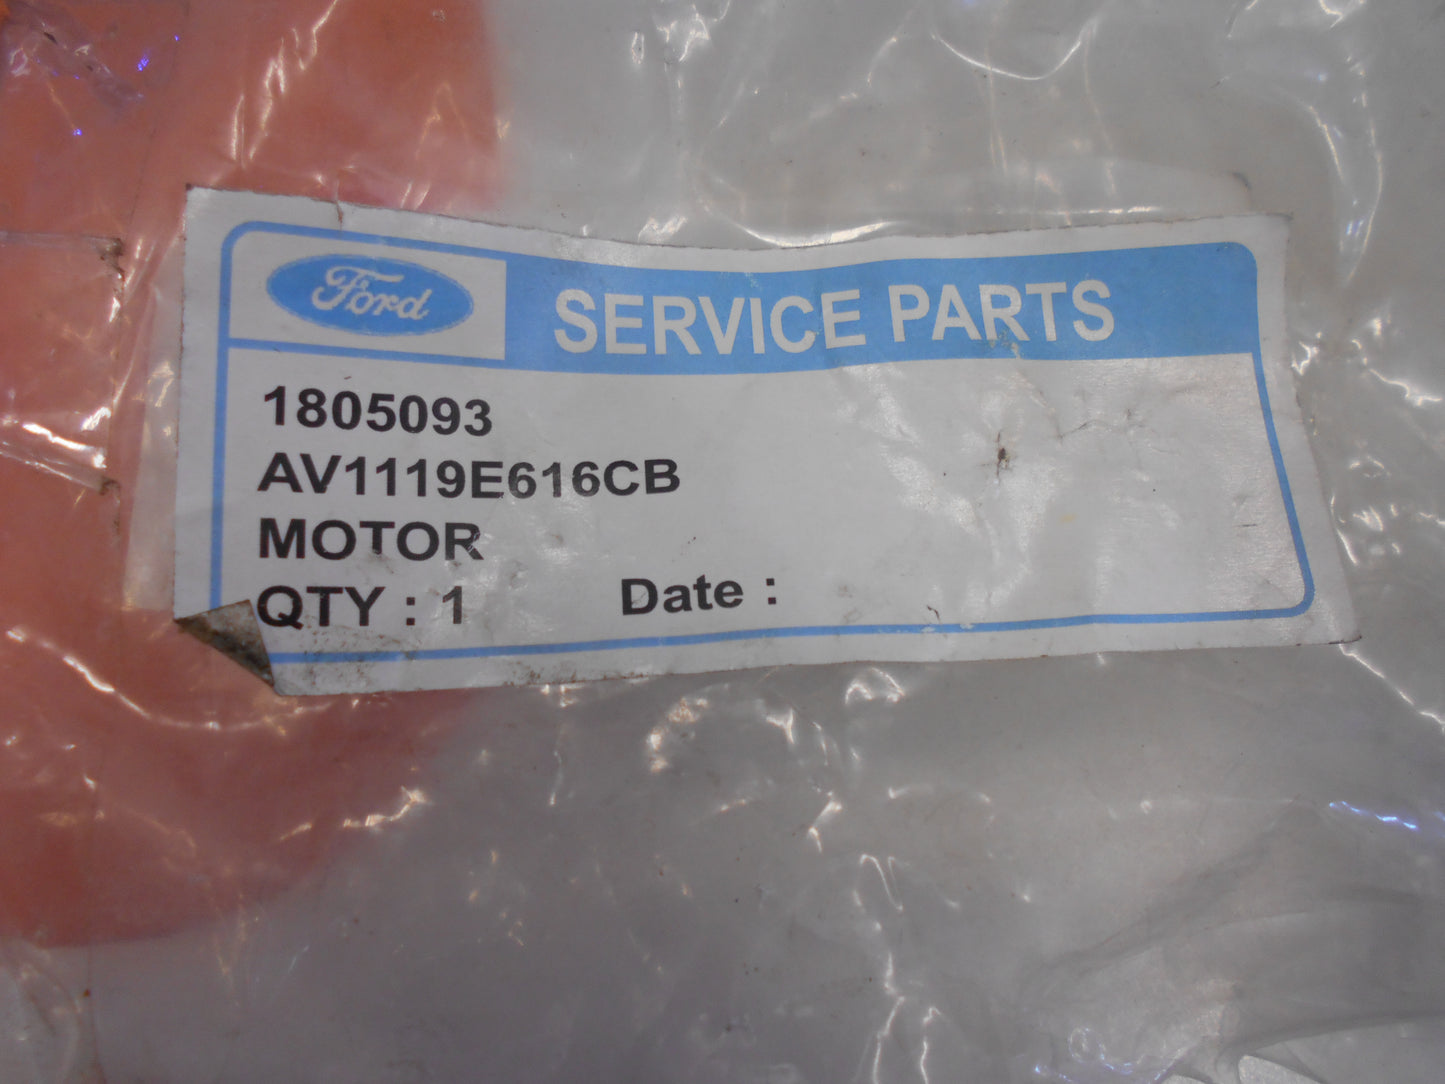 Ford SERVICE PARTS
1805093
AV1119E616CB
MOTOR
QTY : 1 Date :